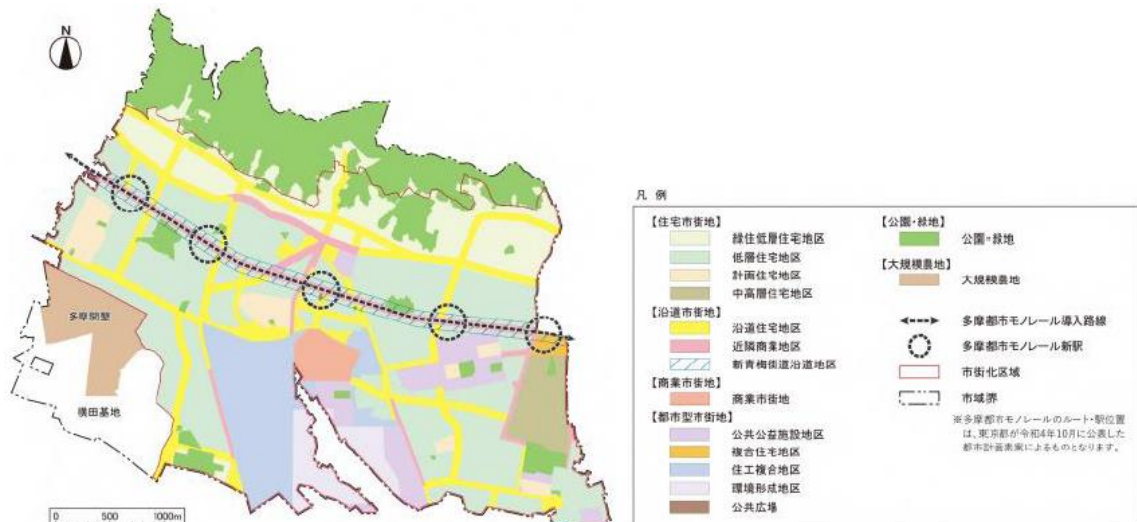 N
多摩開墾
横田基地
0 500 1000m
凡 例
【住宅市街地】
緑住低層住宅地区
低層住宅地区
計画住宅地区
中高層住宅地区
【沿道市街地】
沿道住宅地区
近隣商業地区
新青梅街道沿道地区
【商業市街地】
商業市街地
【都市型市街地】
公共公益施設地区
複合住宅地区
住工複合地区
環境形成地区
公共広場
【公園・緑地】
公園・緑地
【大規模農地】
大規模農地
多摩都市モノレール導入路線
多摩都市モノレール新駅
市街化区域
市域界
※多摩都市モノレールのルート・駅位置
は、東京都が令和4年10月に公表した
都市計画素案によるものとなります。